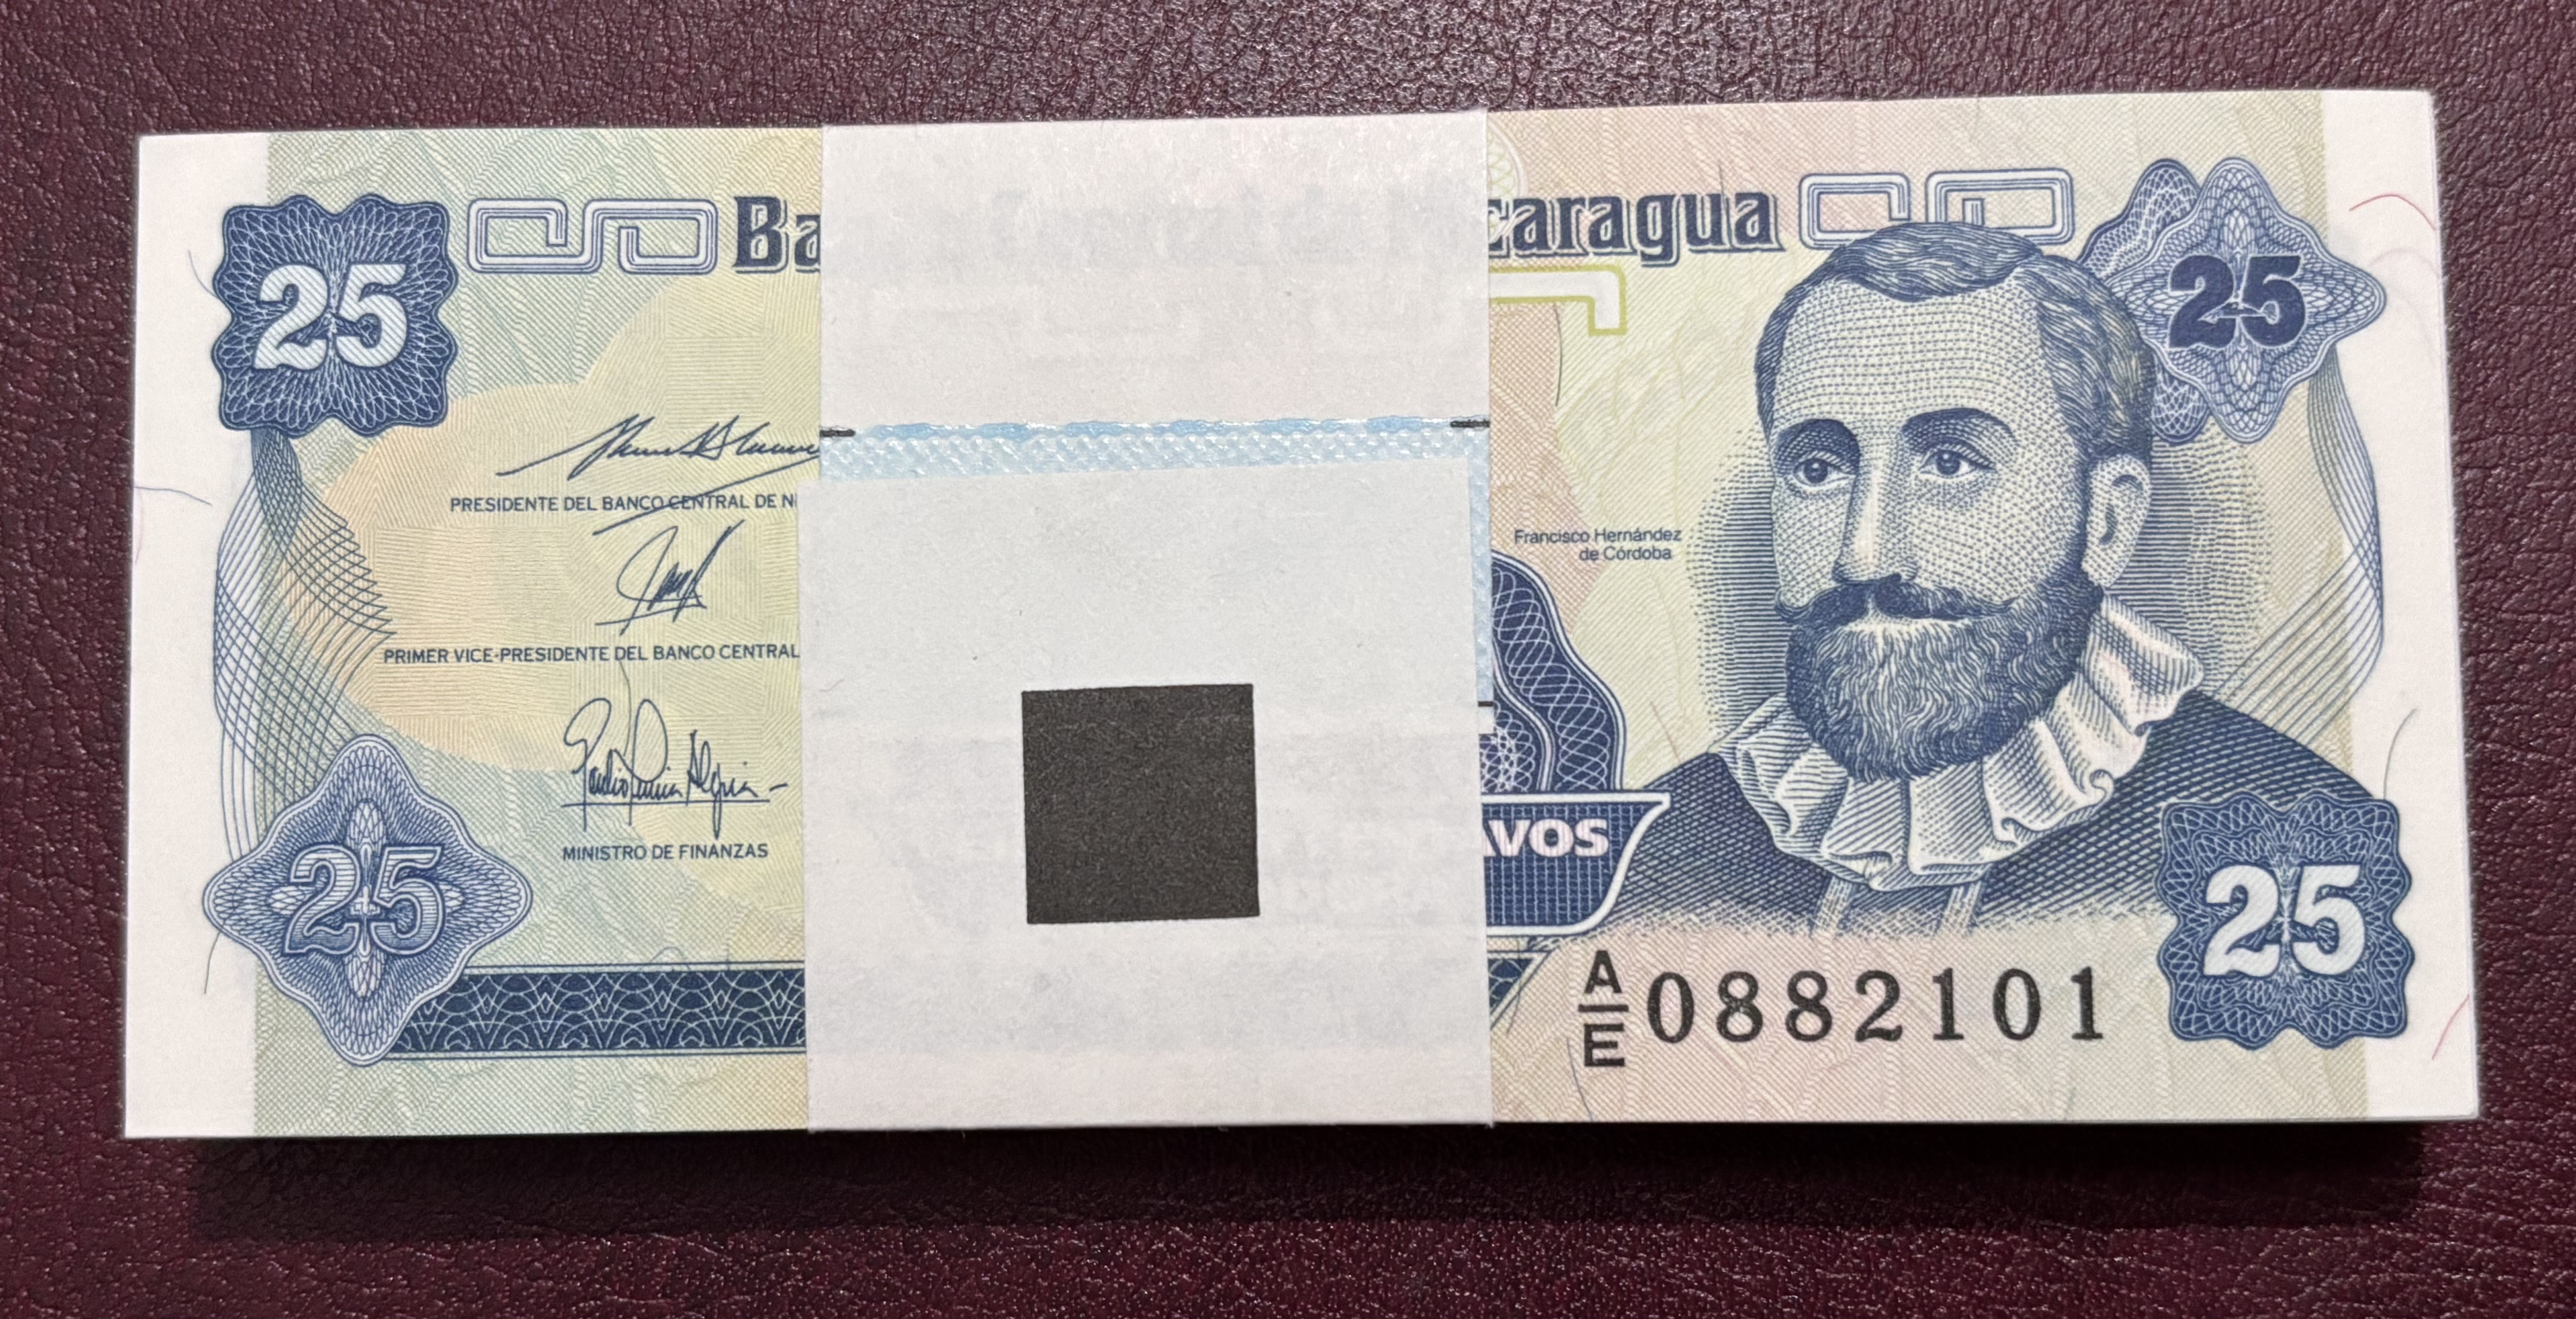 25
Ba
caragua
25
PRESIDENTE DEL BANCO CENTRAL DE NI
Francisco Hernández
de Córdoba
PRIMER VICE-PRESIDENTE DEL BANCO CENTRAL
MINISTRO DE FINANZAS
AVOS
25
25
A/E 0882101